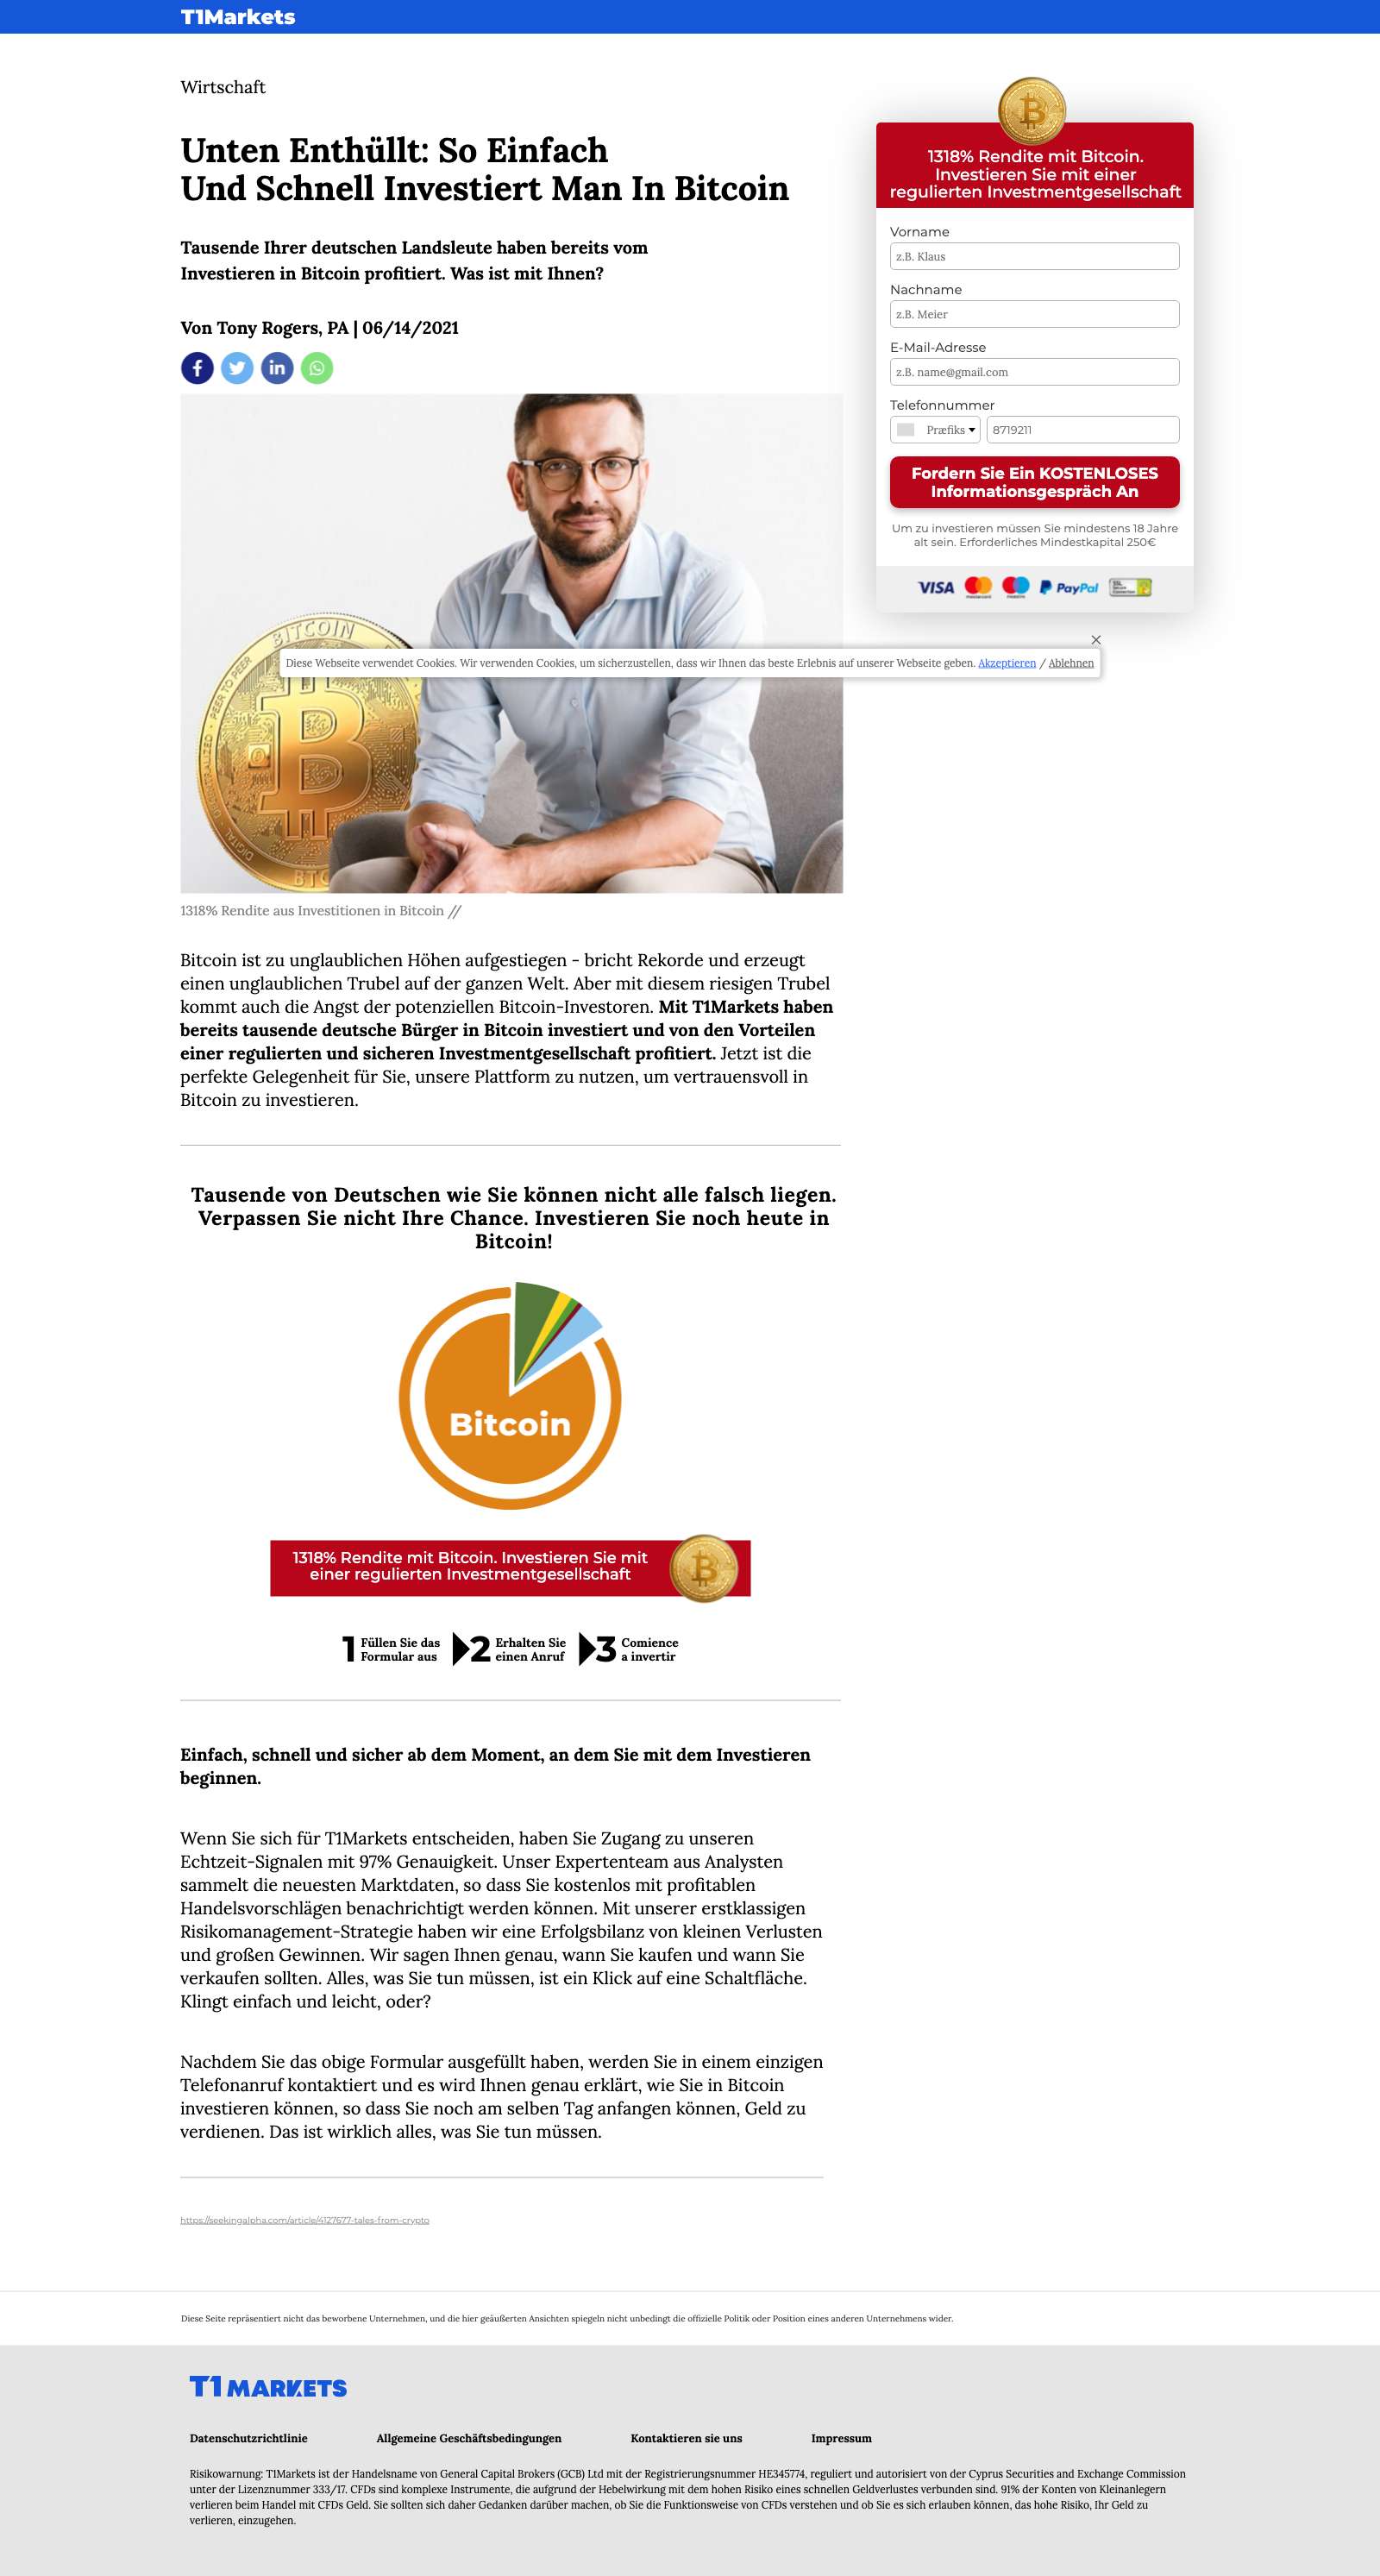 T1Markets
Wirtschaft
Unten Enthüllt: So Einfach
Und Schnell Investiert Man In Bitcoin
Tausende Ihrer deutschen Landsleute haben bereits vom
Investieren in Bitcoin profitiert. Was ist mit Ihnen?
Von Tony Rogers, PA | 06/14/2021
1318% Rendite mit Bitcoin.
Investieren Sie mit einer
regulierten Investmentgesellschaft
Vorname
z.B. Klaus
Nachname
z.B. Meier
E-Mail-Adresse
z.B. name@gmail.com
Telefonnummer
Præfiks 8719211
Fordern Sie Ein KOSTENLOSES
Informationsgespräch An
Um zu investieren müssen Sie mindestens 18 Jahre
alt sein. Erforderliches Mindestkapital 250€
VISA PayPal
BITCOIN
PEER TO PEER
DIGITAL
BTC
Diese Webseite verwendet Cookies. Wir verwenden Cookies, um sicherzustellen, dass wir Ihnen das beste Erlebnis auf unserer Webseite geben. Akzeptieren / Ablehnen
1318% Rendite aus Investitionen in Bitcoin //
Bitcoin ist zu unglaublichen Höhen aufgestiegen - bricht Rekorde und erzeugt
einen unglaublichen Trubel auf der ganzen Welt. Aber mit diesem riesigen Trubel
kommt auch die Angst der potenziellen Bitcoin-Investoren. Mit T1Markets haben
bereits tausende deutsche Bürger in Bitcoin investiert und von den Vorteilen
einer regulierten und sicheren Investmentgesellschaft profitiert. Jetzt ist die
perfekte Gelegenheit für Sie, unsere Plattform zu nutzen, um vertrauensvoll in
Bitcoin zu investieren.
Tausende von Deutschen wie Sie können nicht alle falsch liegen.
Verpassen Sie nicht Ihre Chance. Investieren Sie noch heute in
Bitcoin!
Bitcoin
1318% Rendite mit Bitcoin. Investieren Sie mit
einer regulierten Investmentgesellschaft
1 Füllen Sie das
Formular aus
2 Erhalten Sie
einen Anruf
3 Comience
a invertir
Einfach, schnell und sicher ab dem Moment, an dem Sie mit dem Investieren
beginnen.
Wenn Sie sich für T1Markets entscheiden, haben Sie Zugang zu unseren
Echtzeit-Signalen mit 97% Genauigkeit. Unser Expertenteam aus Analysten
sammelt die neuesten Marktdaten, so dass Sie kostenlos mit profitablen
Handelsvorschlägen benachrichtigt werden können. Mit unserer erstklassigen
Risikomanagement-Strategie haben wir eine Erfolgsbilanz von kleinen Verlusten
und großen Gewinnen. Wir sagen Ihnen genau, wann Sie kaufen und wann Sie
verkaufen sollten. Alles, was Sie tun müssen, ist ein Klick auf eine Schaltfläche.
Klingt einfach und leicht, oder?
Nachdem Sie das obige Formular ausgefüllt haben, werden Sie in einem einzigen
Telefonanruf kontaktiert und es wird Ihnen genau erklärt, wie Sie in Bitcoin
investieren können, so dass Sie noch am selben Tag anfangen können, Geld zu
verdienen. Das ist wirklich alles, was Sie tun müssen.
https://seekingalpha.com/article/4127677-tales-from-crypto
Diese Seite repräsentiert nicht das beworbene Unternehmen, und die hier geäußerten Ansichten spiegeln nicht unbedingt die offizielle Politik oder Position eines anderen Unternehmens wider.
T1 MARKETS
Datenschutzrichtlinie Allgemeine Geschäftsbedingungen Kontaktieren sie uns Impressum
Risikowarnung: T1Markets ist der Handelsname von General Capital Brokers (GCB) Ltd mit der Registrierungsnummer HE345774, reguliert und autorisiert von der Cyprus Securities and Exchange Commission
unter der Lizenznummer 333/17. CFDs sind komplexe Instrumente, die aufgrund der Hebelwirkung mit dem hohen Risiko eines schnellen Geldverlustes verbunden sind. 91% der Konten von Kleinanlegern
verlieren beim Handel mit CFDs Geld. Sie sollten sich daher Gedanken darüber machen, ob Sie die Funktionsweise von CFDs verstehen und ob Sie es sich erlauben können, das hohe Risiko, Ihr Geld zu
verlieren, einzugehen.